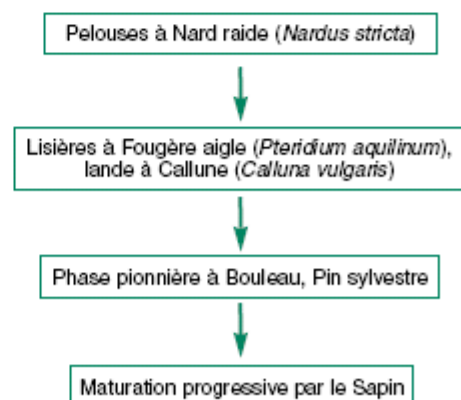 Pelouses à Nard raide (Nardus stricta)
Lisières à Fougère aigle (Pteridium aquilinum),
lande à Callune (Calluna vulgaris)
Phase pionnière à Bouleau, Pin sylvestre
Maturation progressive par le Sapin